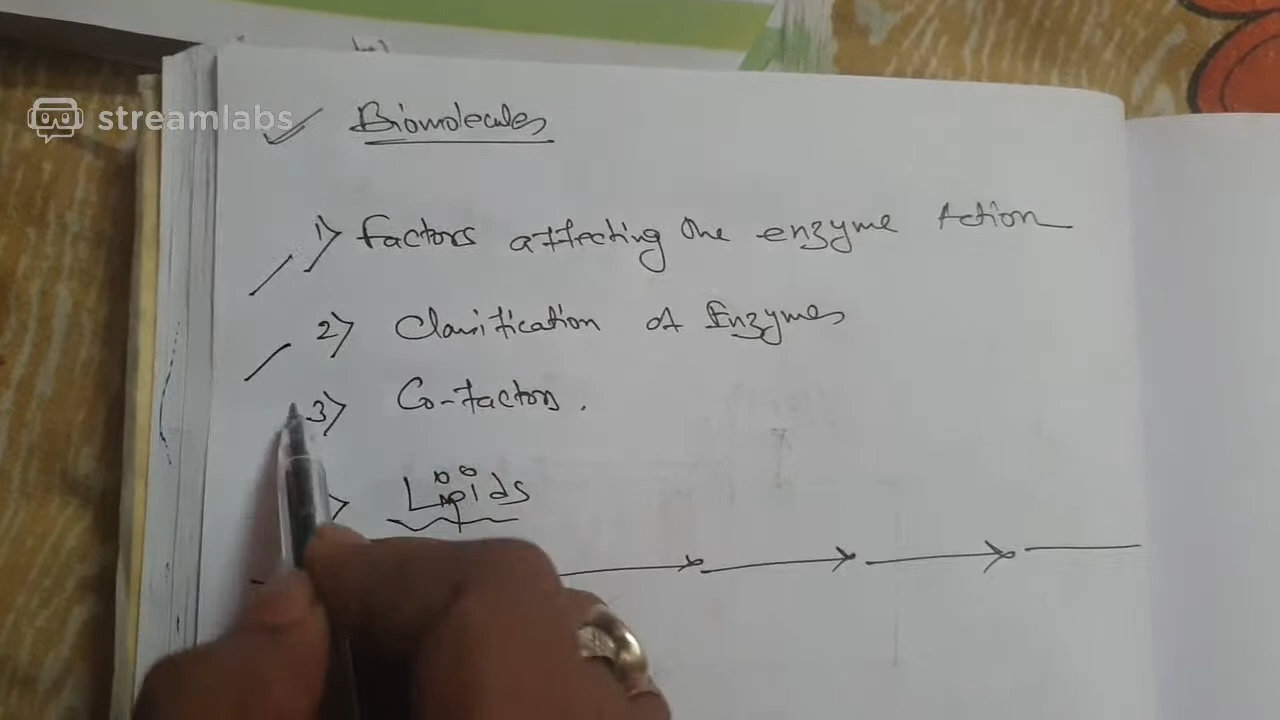 streamlabs
Biomolecules
1) Factors affecting the enzyme Action
2) Classification of Enzymes
3) Co-factors.
Lipids